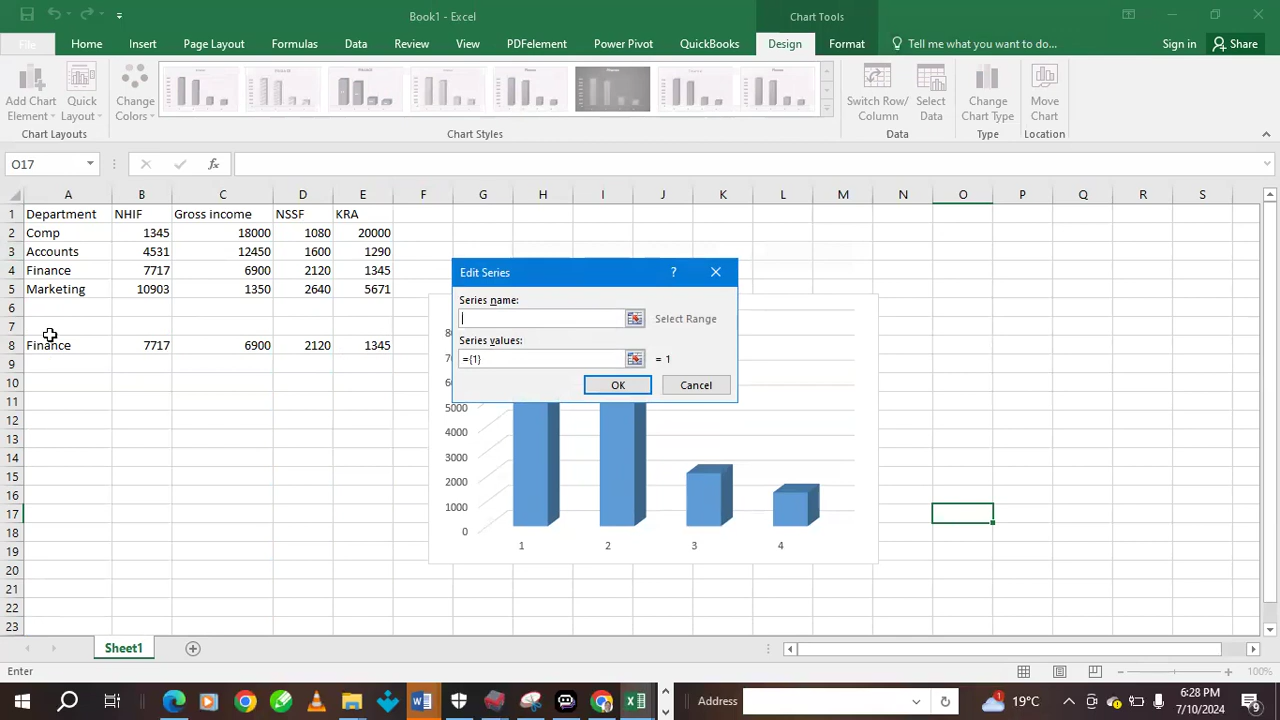 Book1 - Excel
Chart Tools
File Home Insert Page Layout Formulas Data Review View PDFelement Power Pivot QuickBooks Design Format Tell me what you want to do... Sign in Share
Add Chart Element
Quick Layout
Change Colors
Switch Row/ Column
Select Data
Change Chart Type
Move Chart
Chart Layouts Chart Styles Data Type Location
O17 fx
A B C D E F G H I J K L M N O P Q R S
1 Department NHIF Gross income NSSF KRA
2 Comp 1345 18000 1080 20000
3 Accounts 4531 12450 1600 1290
4 Finance 7717 6900 2120 1345
5 Marketing 10903 1350 2640 5671
6
7
8 Finance 7717 6900 2120 1345
9
10
11
12
13
14
15
16
17
18
19
20
21
22
23
Edit Series ?
Series name:
Select Range
Series values:
={1} = 1
OK Cancel
5000
4000
3000
2000
1000
0
1 2 3 4
Sheet1
Enter 100%
Address 1 19°C 6:28 PM
7/10/2024 9